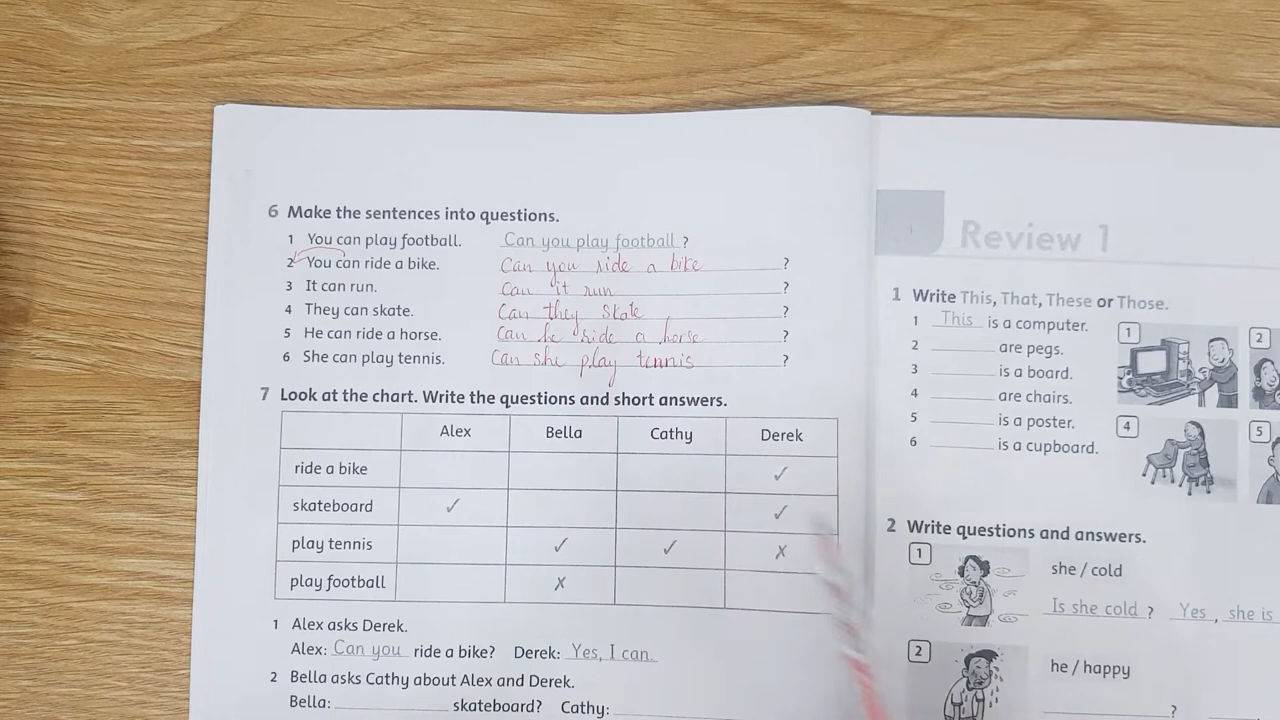 6 Make the sentences into questions.
1 You can play football. Can you play football ?
2 You can ride a bike. Can you ride a bike ?
3 It can run. Can it run ?
4 They can skate. Can they skate ?
5 He can ride a horse. Can he ride a horse ?
6 She can play tennis. Can she play tennis ?
7 Look at the chart. Write the questions and short answers.
Alex Bella Cathy Derek
ride a bike ✓
skateboard ✓ ✓
play tennis ✓ ✓ ✗
play football ✗
1 Alex asks Derek.
Alex: Can you ride a bike? Derek: Yes, I can.
2 Bella asks Cathy about Alex and Derek.
Bella: skateboard? Cathy:
Review 1
1 Write This, That, These or Those.
1 This is a computer.
2 are pegs.
3 is a board.
4 are chairs.
5 is a poster.
6 is a cupboard.
1
2
4
5
2 Write questions and answers.
1
she / cold
Is she cold ? Yes , she is
2
he / happy
?